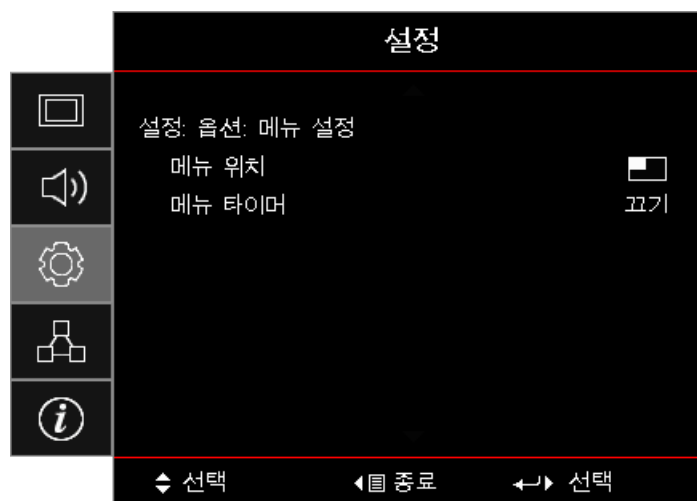 설정
설정: 옵션: 메뉴 설정
메뉴 위치
메뉴 타이머 끄기
선택 종료 선택